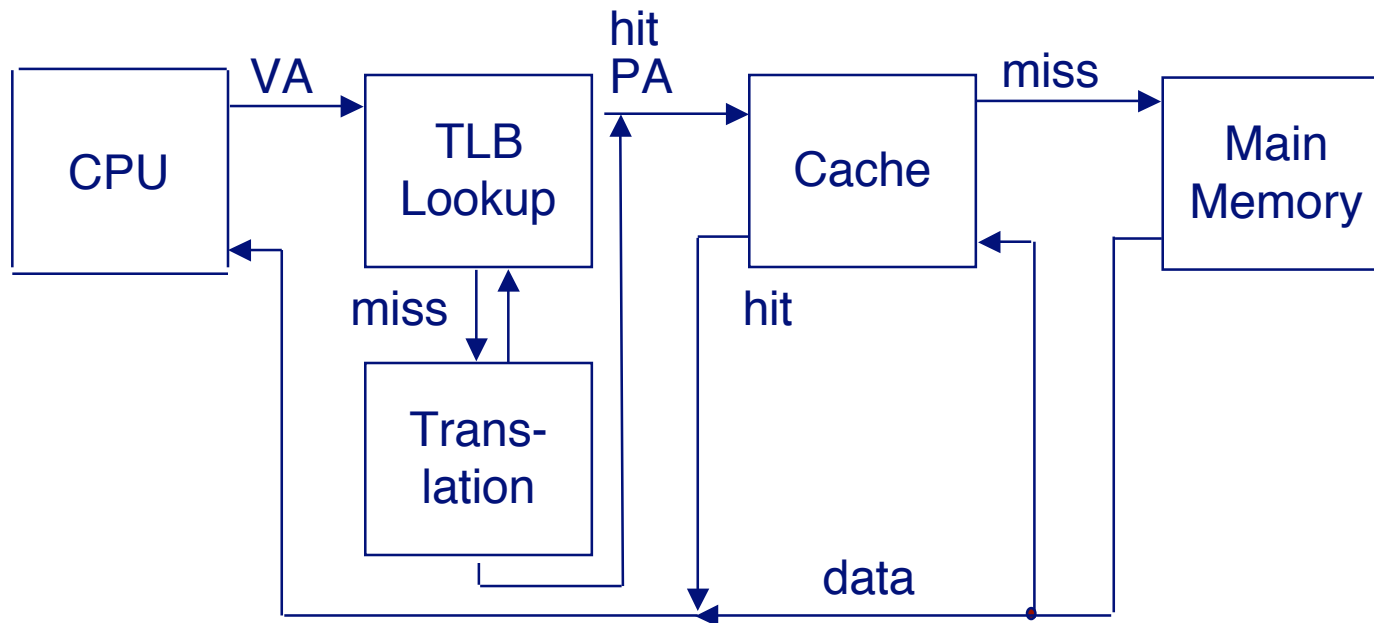 CPU
VA
TLB
Lookup
hit
PA
Cache
miss
Main
Memory
miss
hit
Trans-
lation
data